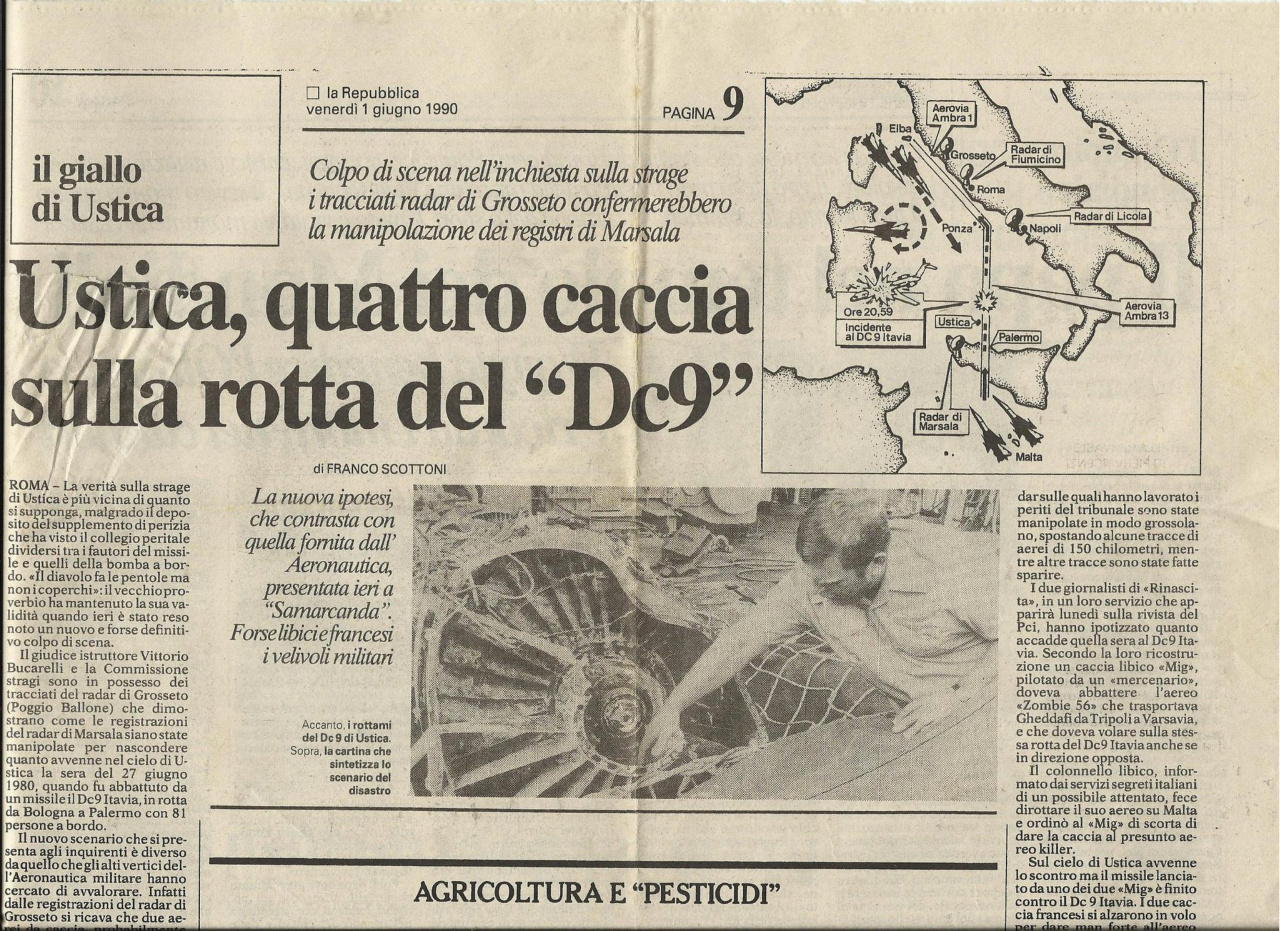 il giallo
di Ustica
la Repubblica
venerdì 1 giugno 1990
PAGINA 9
Colpo di scena nell'inchiesta sulla strage
i tracciati radar di Grosseto confermerebbero
la manipolazione dei registri di Marsala
Ustica, quattro caccia
sulla rotta del “Dc9”
Aerovia
Ambra 1
Elba
Grosseto
Radar di
Fiumicino
Roma
Radar di Licola
Ponza
Napoli
Ore 20,59
Incidente
al DC 9 Itavia
Aerovia
Ambra 13
Ustica
Palermo
Radar di
Marsala
Malta
di FRANCO SCOTTONI
ROMA – La verità sulla strage
di Ustica è più vicina di quanto
si supponga, malgrado il depo-
sito del supplemento di perizia
che ha visto il collegio peritale
dividersi tra i fautori del missi-
le e quelli della bomba a bor-
do. «Il diavolo fa le pentole ma
non i coperchi»: il vecchio pro-
verbio ha mantenuto la sua va-
lidità quando ieri è stato reso
noto un nuovo e forse definiti-
vo colpo di scena.
Il giudice istruttore Vittorio
Bucarelli e la Commissione
stragi sono in possesso dei
tracciati del radar di Grosseto
(Poggio Ballone) che dimo-
strano come le registrazioni
del radar di Marsala siano state
manipolate per nascondere
quanto avvenne nel cielo di U-
stica la sera del 27 giugno
1980, quando fu abbattuto da
un missile il Dc9 Itavia, in rotta
da Bologna a Palermo con 81
persone a bordo.
Il nuovo scenario che si pre-
senta agli inquirenti è diverso
da quello che gli alti vertici del-
l'Aeronautica militare hanno
cercato di avvalorare. Infatti
dalle registrazioni del radar di
Grosseto si ricava che due ae-
rei da caccia, probabilmente
La nuova ipotesi,
che contrasta con
quella fornita dall'
Aeronautica,
presentata ieri a
“Samarcanda”.
Forse libici e francesi
i velivoli militari
Accanto, i rottami
del Dc 9 di Ustica.
Sopra, la cartina che
sintetizza lo
scenario del
disastro
dar sulle quali hanno lavorato i
periti del tribunale sono state
manipolate in modo grossola-
no, spostando alcune tracce di
aerei di 150 chilometri, men-
tre altre tracce sono state fatte
sparire.
I due giornalisti di «Rinasci-
ta», in un loro servizio che ap-
parirà lunedì sulla rivista del
Pci, hanno ipotizzato quanto
accadde quella sera al Dc9 Ita-
via. Secondo la loro ricostru-
zione un caccia libico «Mig»,
pilotato da un «mercenario»,
doveva abbattere l'aereo
«Zombie 56» che trasportava
Gheddafi da Tripoli a Varsavia,
e che doveva volare sulla stes-
sa rotta del Dc9 Itavia anche se
in direzione opposta.
Il colonnello libico, infor-
mato dai servizi segreti italiani
di un possibile attentato, fece
dirottare il suo aereo su Malta
e ordinò al «Mig» di scorta di
dare la caccia al presunto ae-
reo killer.
Sul cielo di Ustica avvenne
lo scontro ma il missile lancia-
to da uno dei due «Mig» è finito
contro il Dc 9 Itavia. I due cac-
cia francesi si alzarono in volo
per dare man forte all'aereo
AGRICOLTURA E “PESTICIDI”